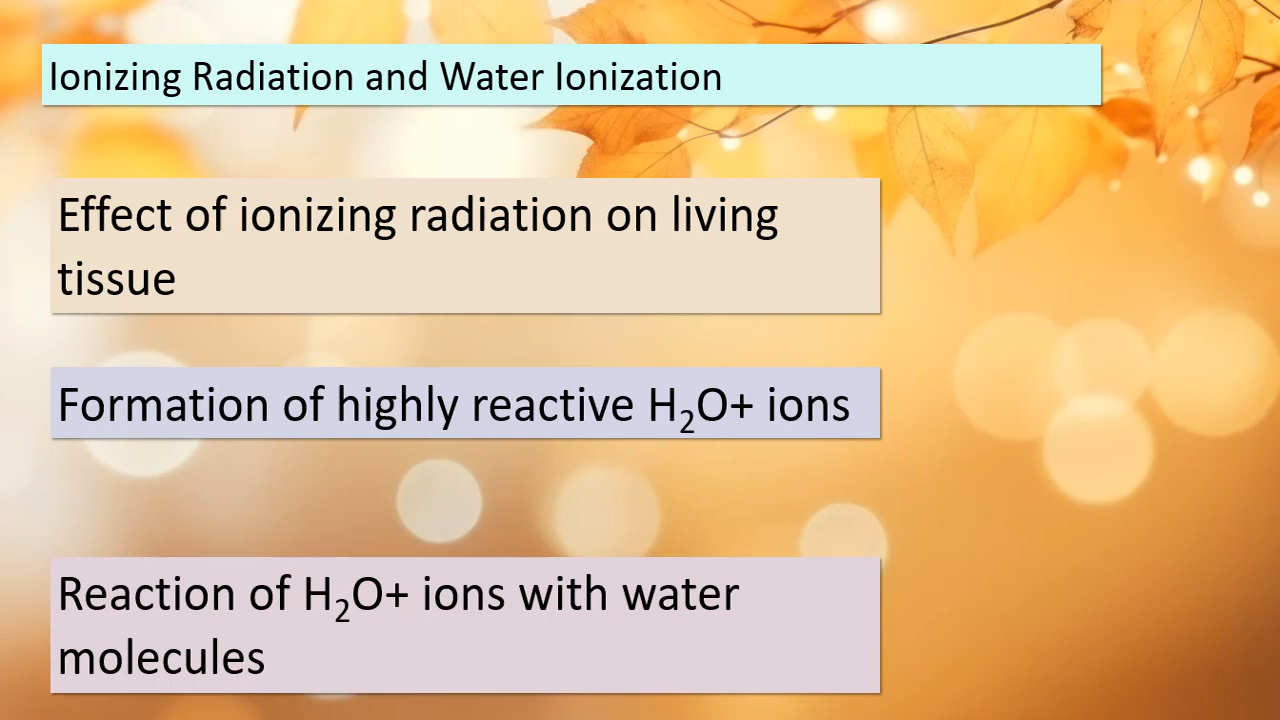 Ionizing Radiation and Water Ionization
Effect of ionizing radiation on living
tissue
Formation of highly reactive H₂O+ ions
Reaction of H₂O+ ions with water
molecules